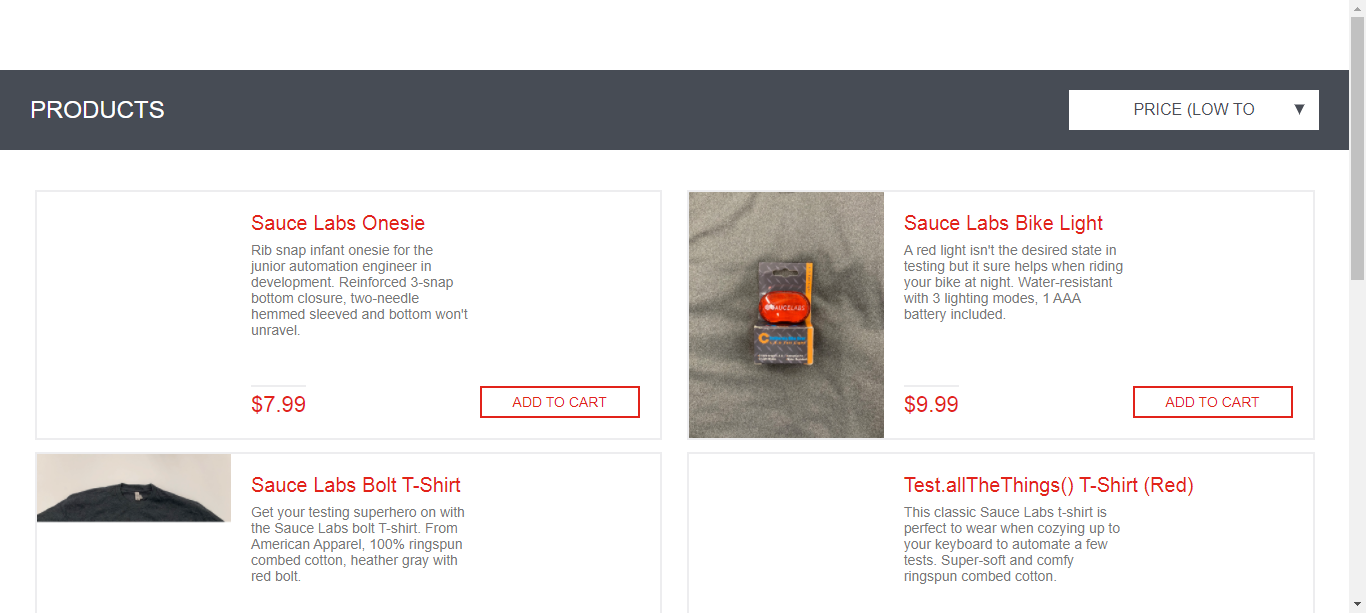 PRODUCTS
PRICE (LOW TO
▼
Sauce Labs Onesie
Rib snap infant onesie for the
junior automation engineer in
development. Reinforced 3-snap
bottom closure, two-needle
hemmed sleeved and bottom won't
unravel.
$7.99
ADD TO CART
SAUCELABS
Sauce Labs Bike Light
A red light isn't the desired state in
testing but it sure helps when riding
your bike at night. Water-resistant
with 3 lighting modes, 1 AAA
battery included.
$9.99
ADD TO CART
Sauce Labs Bolt T-Shirt
Get your testing superhero on with
the Sauce Labs bolt T-shirt. From
American Apparel, 100% ringspun
combed cotton, heather gray with
red bolt.
Test.allTheThings() T-Shirt (Red)
This classic Sauce Labs t-shirt is
perfect to wear when cozying up to
your keyboard to automate a few
tests. Super-soft and comfy
ringspun combed cotton.